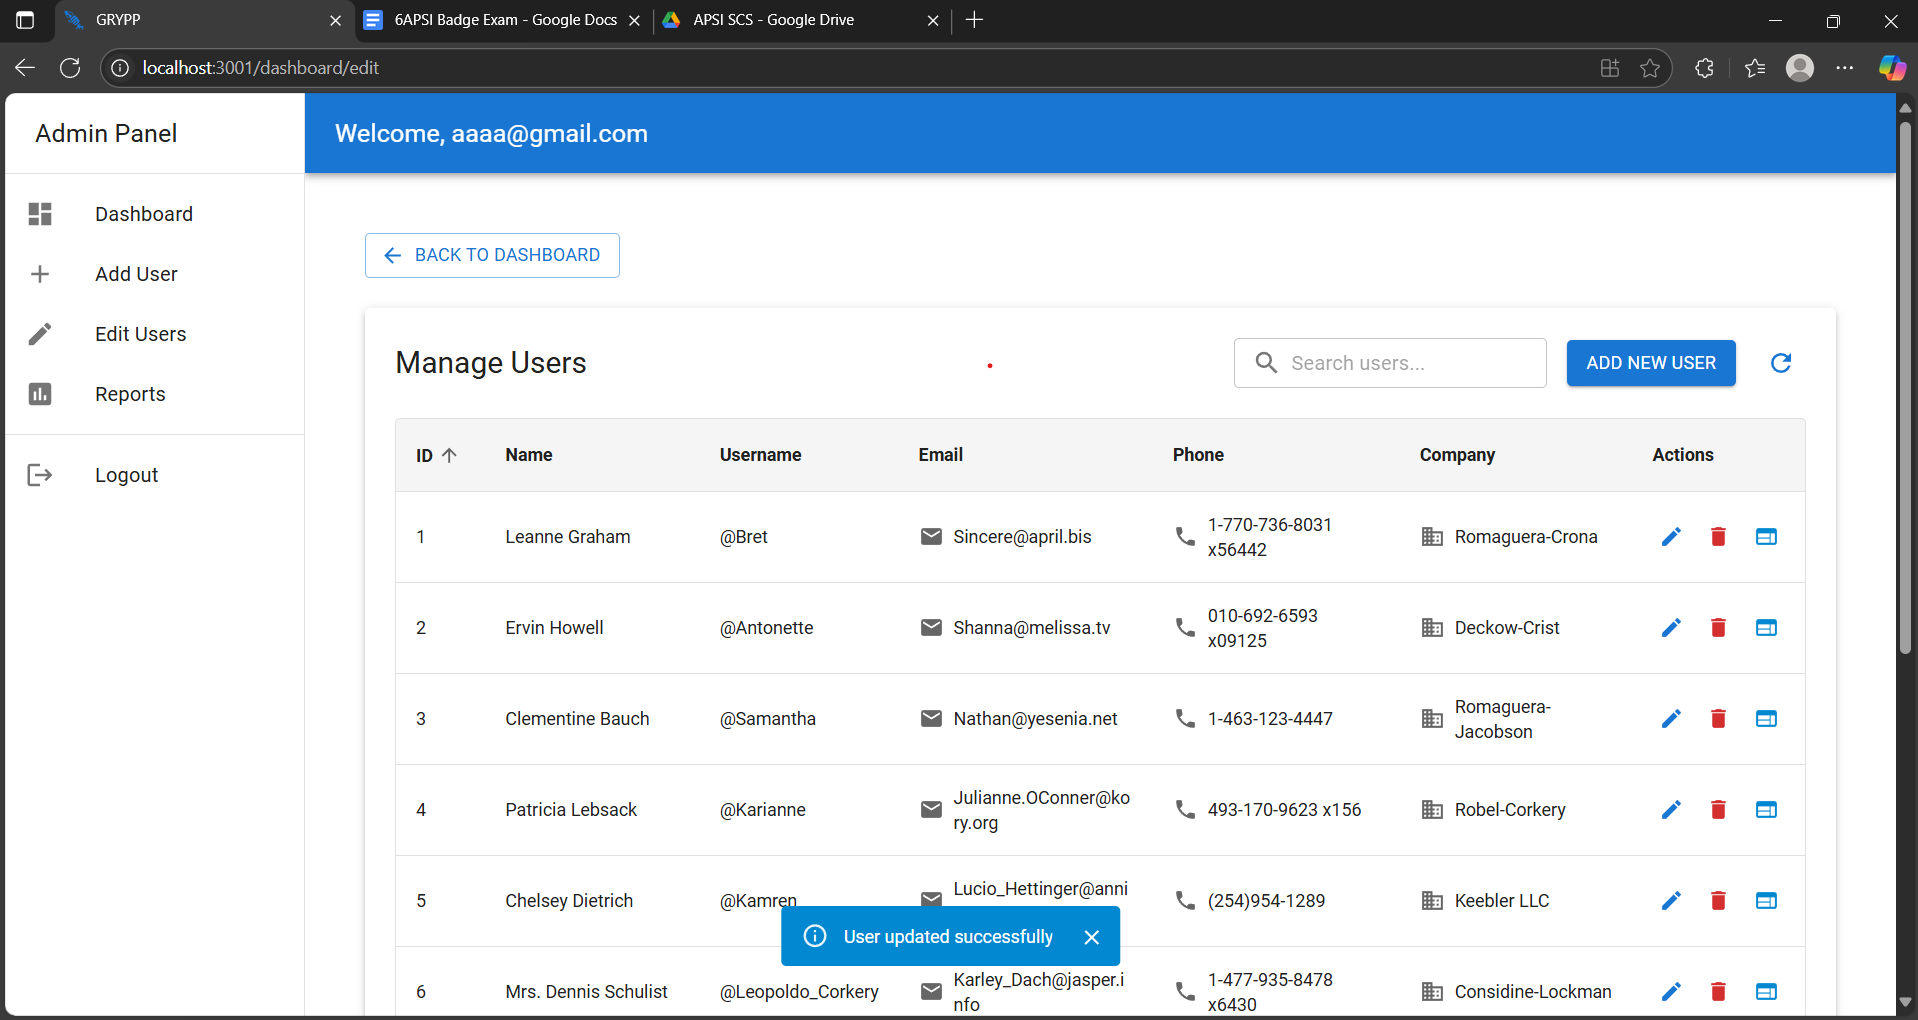 GRYPP
6APSI Badge Exam - Google Docs
APSI SCS - Google Drive
localhost:3001/dashboard/edit
Admin Panel
Welcome, aaaa@gmail.com
Dashboard
Add User
Edit Users
Reports
Logout
BACK TO DASHBOARD
Manage Users
Search users...
ADD NEW USER
ID Name Username Email Phone Company Actions
1 Leanne Graham @Bret Sincere@april.bis 1-770-736-8031
x56442
Romaguera-Crona
2 Ervin Howell @Antonette Shanna@melissa.tv 010-692-6593
x09125
Deckow-Crist
3 Clementine Bauch @Samantha Nathan@yesenia.net 1-463-123-4447 Romaguera-
Jacobson
4 Patricia Lebsack @Karianne Julianne.OConner@ko
ry.org
493-170-9623 x156 Robel-Corkery
5 Chelsey Dietrich @Kamren Lucio_Hettinger@anni
(254)954-1289 Keebler LLC
User updated successfully
6 Mrs. Dennis Schulist @Leopoldo_Corkery Karley_Dach@jasper.i
nfo
1-477-935-8478
x6430
Considine-Lockman